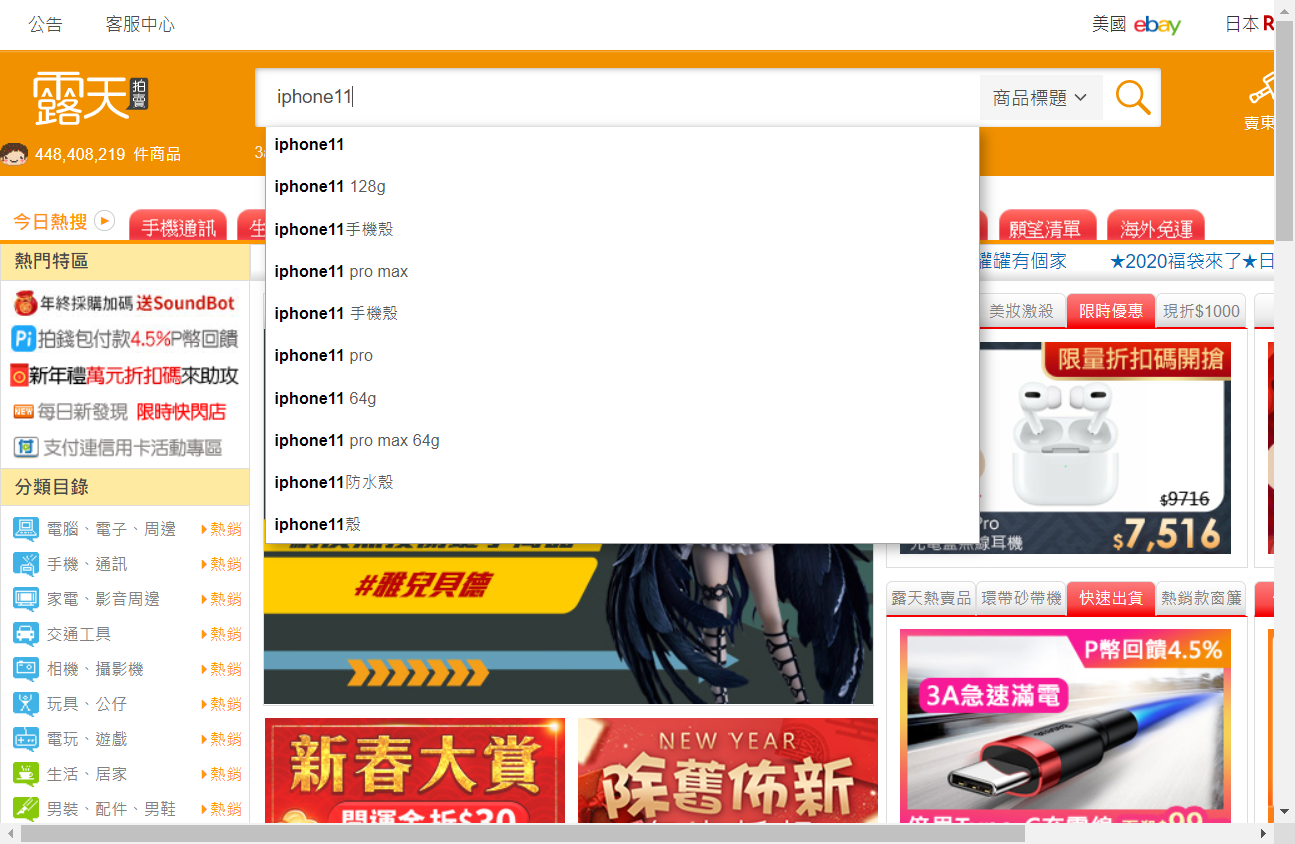 公告
客服中心
美國 ebay
日本 R
露天 拍賣
iphone11
商品標題
賣東
448,408,219 件商品
iphone11
iphone11 128g
iphone11手機殼
iphone11 pro max
iphone11 手機殼
iphone11 pro
iphone11 64g
iphone11 pro max 64g
iphone11防水殼
iphone11殼
今日熱搜
手機通訊
生
願望清單
海外免運
罐有個家
★2020福袋來了★日
熱門特區
年終採購加碼 送SoundBot
Pi 拍錢包付款4.5%P幣回饋
新年禮萬元折扣碼來助攻
NEW 每日新發現 限時快閃店
支付連信用卡活動專區
分類目錄
電腦、電子、周邊 熱銷
手機、通訊 熱銷
家電、影音周邊 熱銷
交通工具 熱銷
相機、攝影機 熱銷
玩具、公仔 熱銷
電玩、遊戲 熱銷
生活、居家 熱銷
男裝、配件、男鞋 熱銷
#雅兒貝德
新春大賞
開運金折$30
NEW YEAR
除舊佈新
美妝激殺
限時優惠
現折$1000
限量折扣碼開搶
$9716
Pro
充電盒無線耳機
$7,516
露天熱賣品
環帶砂帶機
快速出貨
熱銷款窗簾
P幣回饋4.5%
3A急速滿電